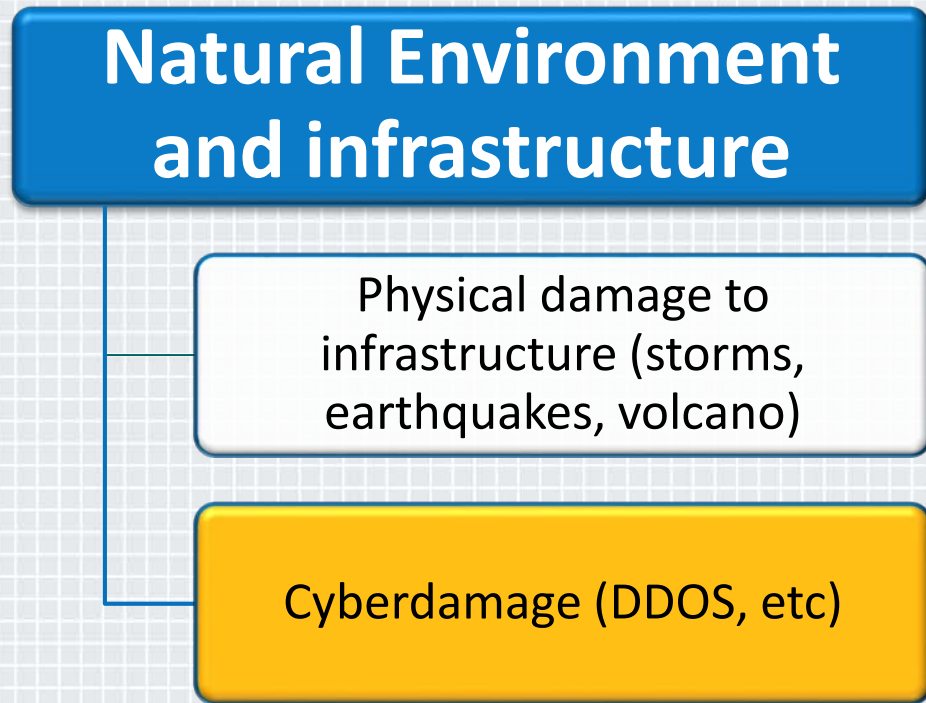 Natural Environment
and infrastructure
Physical damage to
infrastructure (storms,
earthquakes, volcano)
Cyberdamage (DDOS, etc)